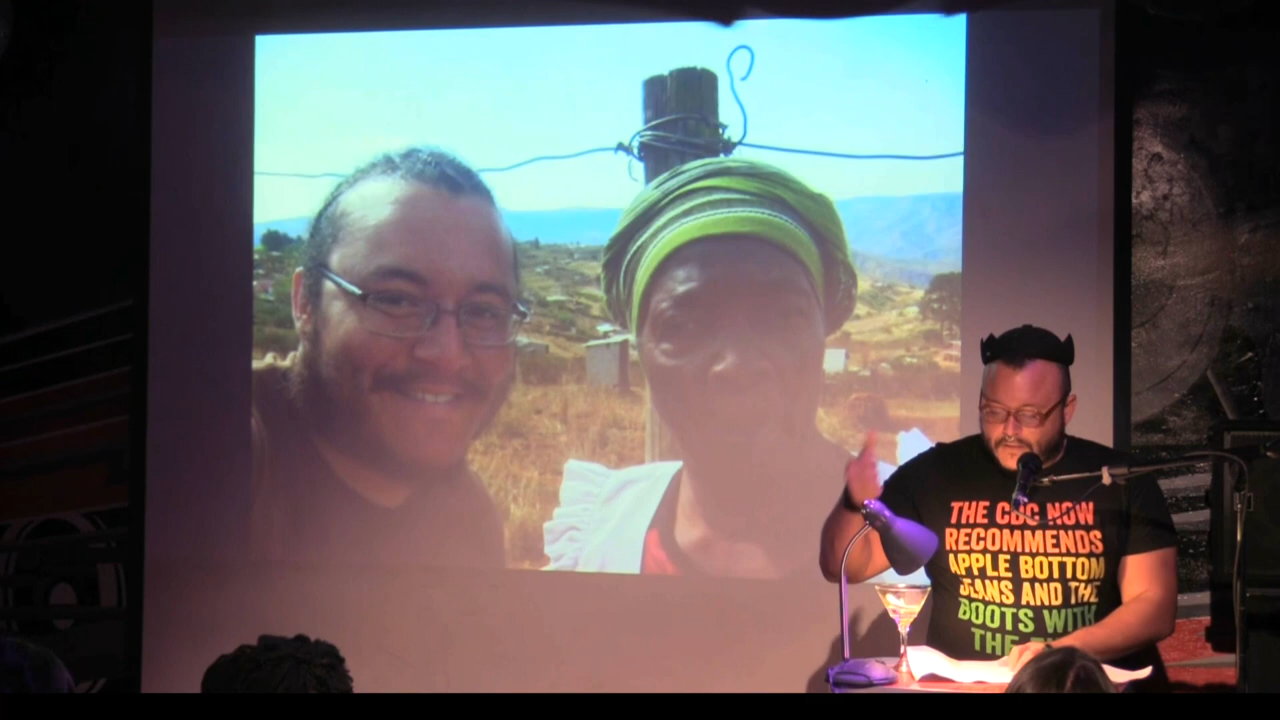 THE CDC NOW
RECOMMENDS
APPLE BOTTOM
JEANS AND THE
BOOTS WITH
THE